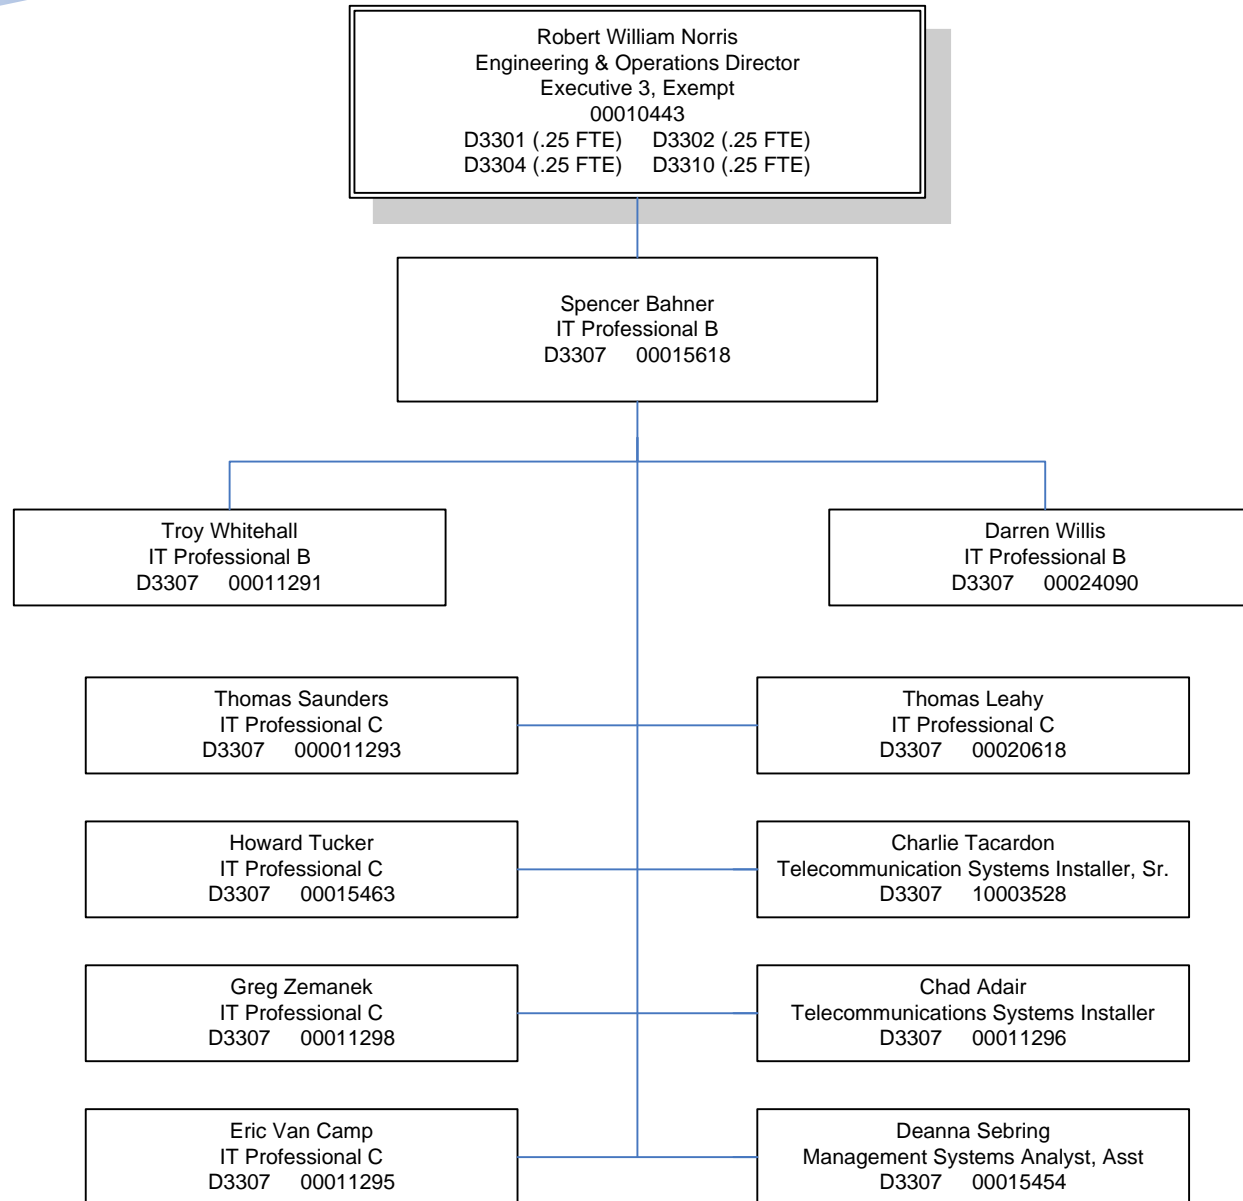 Robert William Norris
Engineering & Operations Director
Executive 3, Exempt
00010443
D3301 (.25 FTE) D3302 (.25 FTE)
D3304 (.25 FTE) D3310 (.25 FTE)
Spencer Bahner
IT Professional B
D3307 00015618
Troy Whitehall
IT Professional B
D3307 00011291
Darren Willis
IT Professional B
D3307 00024090
Thomas Saunders
IT Professional C
D3307 000011293
Thomas Leahy
IT Professional C
D3307 00020618
Howard Tucker
IT Professional C
D3307 00015463
Charlie Tacardon
Telecommunication Systems Installer, Sr.
D3307 10003528
Greg Zemanek
IT Professional C
D3307 00011298
Chad Adair
Telecommunications Systems Installer
D3307 00011296
Eric Van Camp
IT Professional C
D3307 00011295
Deanna Sebring
Management Systems Analyst, Asst
D3307 00015454